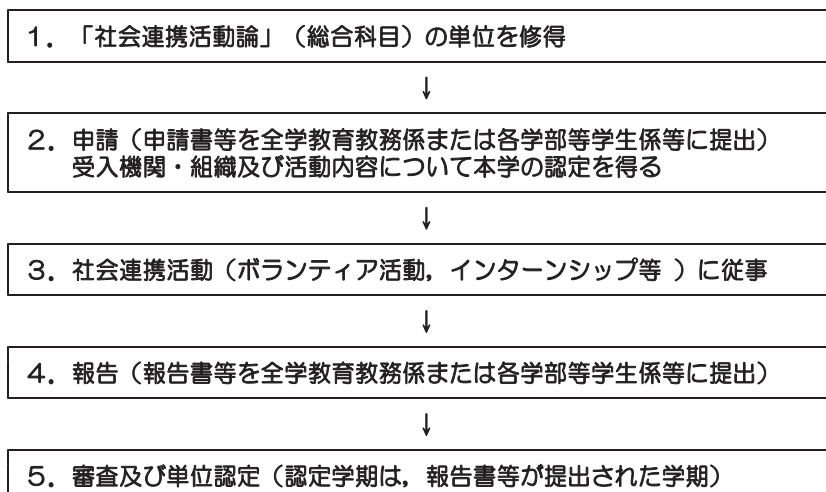 1．「社会連携活動論」（総合科目）の単位を修得
↓
2．申請（申請書等を全学教育教務係または各学部等学生係等に提出）
受入機関・組織及び活動内容について本学の認定を得る
↓
3．社会連携活動（ボランティア活動，インターンシップ等 ）に従事
↓
4．報告（報告書等を全学教育教務係または各学部等学生係等に提出）
↓
5．審査及び単位認定（認定学期は，報告書等が提出された学期）